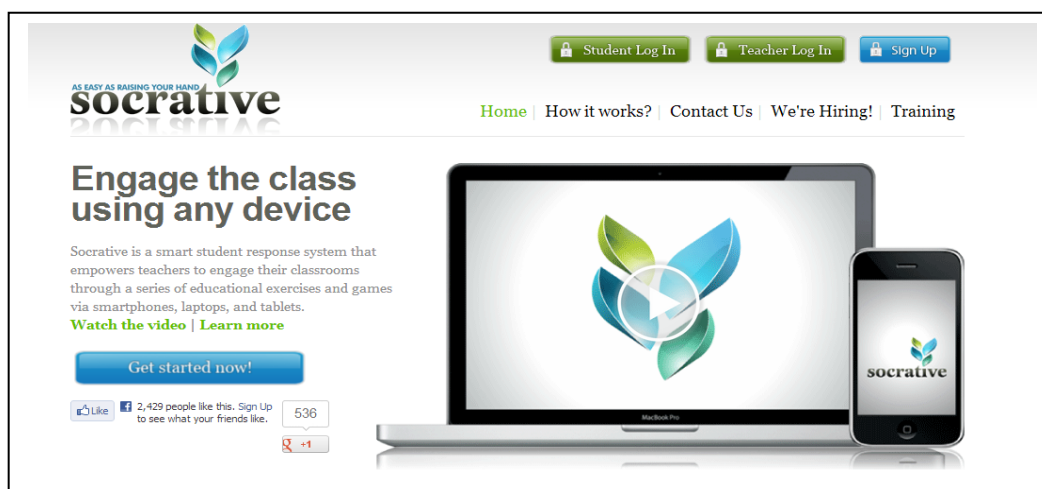 Student Log In
Teacher Log In
Sign Up
AS EASY AS RAISING YOUR HAND
socrative
Home | How it works? | Contact Us | We're Hiring! | Training
Engage the class
using any device
Socrative is a smart student response system that
empowers teachers to engage their classrooms
through a series of educational exercises and games
via smartphones, laptops, and tablets.
Watch the video | Learn more
Get started now!
Like
2,429 people like this. Sign Up
to see what your friends like.
536
+1
MacBook Pro
socrative